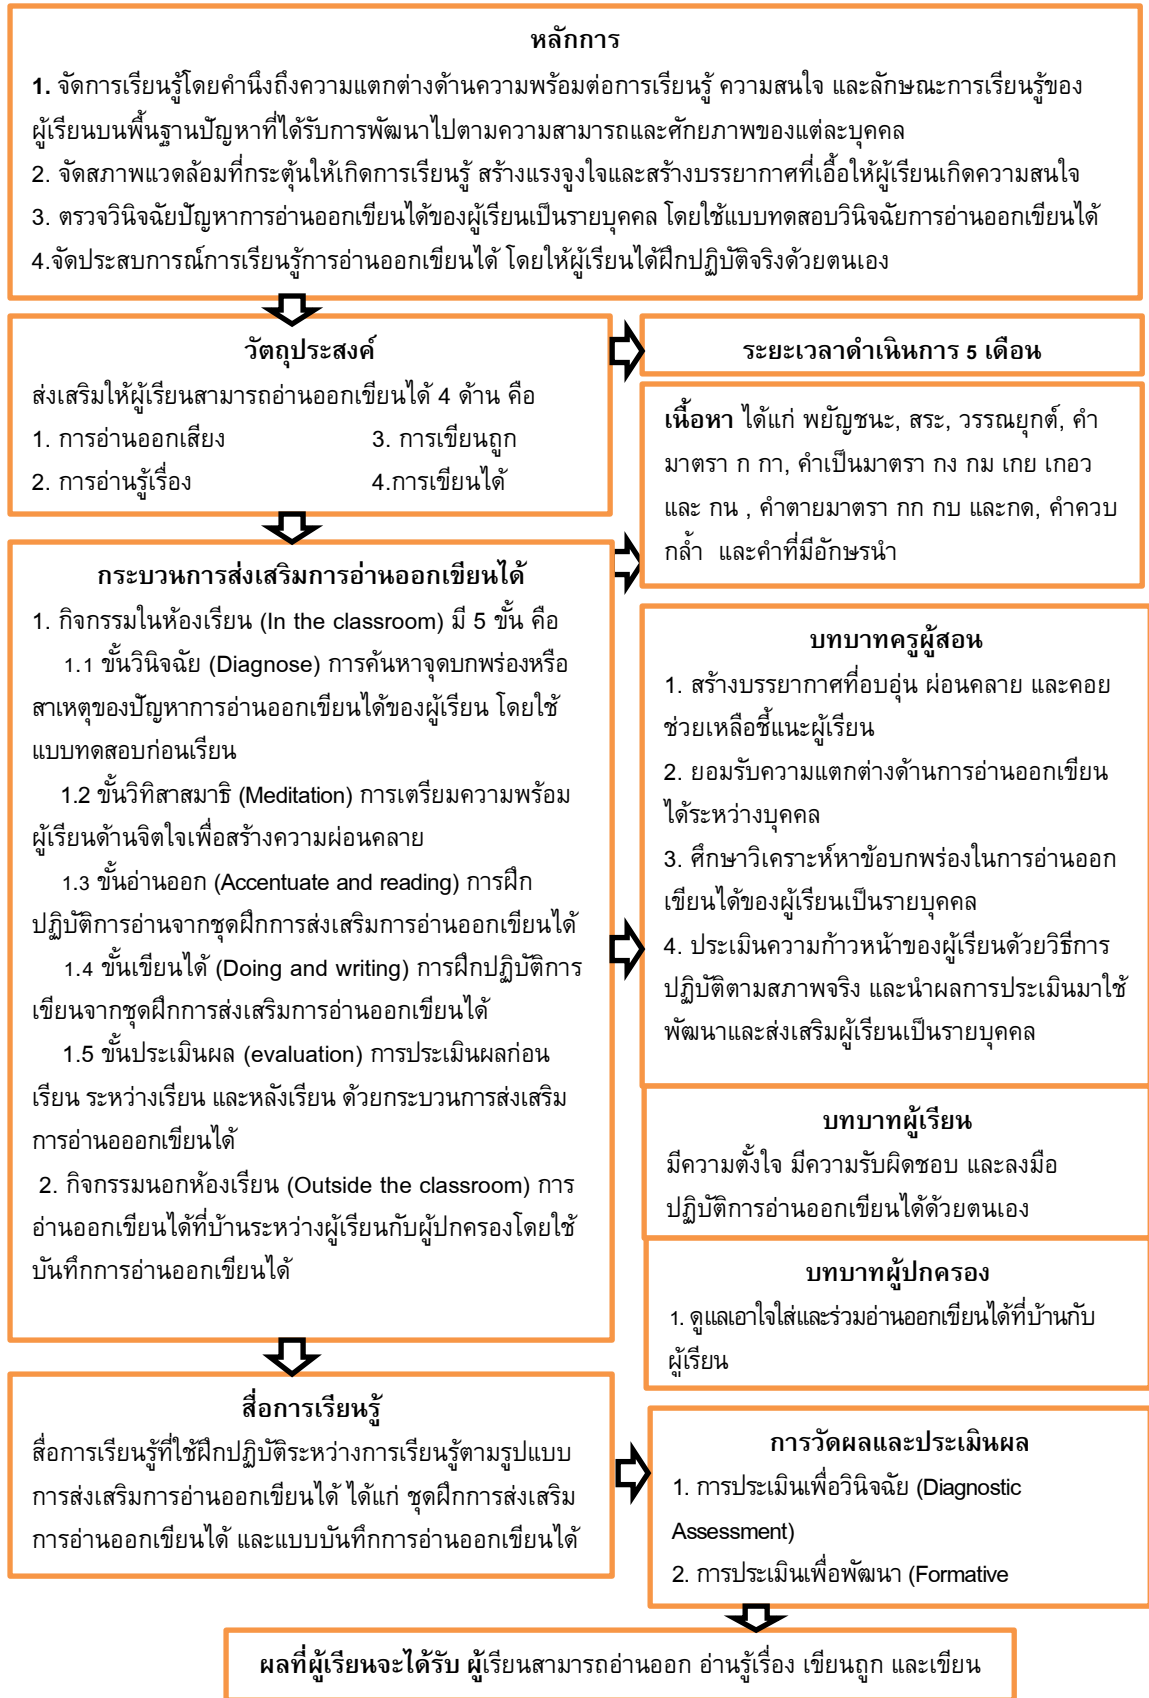 หลักการ
1. จัดการเรียนรู้โดยคำนึงถึงความแตกต่างด้านความพร้อมต่อการเรียนรู้ ความสนใจ และลักษณะการเรียนรู้ของ
ผู้เรียนบนพื้นฐานปัญหาที่ได้รับการพัฒนาไปตามความสามารถและศักยภาพของแต่ละบุคคล
2. จัดสภาพแวดล้อมที่กระตุ้นให้เกิดการเรียนรู้ สร้างแรงจูงใจและสร้างบรรยากาศที่เอื้อให้ผู้เรียนเกิดความสนใจ
3. ตรวจวินิจฉัยปัญหาการอ่านออกเขียนได้ของผู้เรียนเป็นรายบุคคล โดยใช้แบบทดสอบวินิจฉัยการอ่านออกเขียนได้
4.จัดประสบการณ์การเรียนรู้การอ่านออกเขียนได้ โดยให้ผู้เรียนได้ฝึกปฏิบัติจริงด้วยตนเอง
วัตถุประสงค์
ส่งเสริมให้ผู้เรียนสามารถอ่านออกเขียนได้ 4 ด้าน คือ
1. การอ่านออกเสียง 3. การเขียนถูก
2. การอ่านรู้เรื่อง 4.การเขียนได้
ระยะเวลาดำเนินการ 5 เดือน
เนื้อหา ได้แก่ พยัญชนะ, สระ, วรรณยุกต์, คำ
มาตรา ก กา, คำเป็นมาตรา กง กม เกย เกอว
และ กน , คำตายมาตรา กก กบ และกด, คำควบ
กล้ำ และคำที่มีอักษรนำ
กระบวนการส่งเสริมการอ่านออกเขียนได้
1. กิจกรรมในห้องเรียน (In the classroom) มี 5 ขั้น คือ
1.1 ขั้นวินิจฉัย (Diagnose) การค้นหาจุดบกพร่องหรือ
สาเหตุของปัญหาการอ่านออกเขียนได้ของผู้เรียน โดยใช้
แบบทดสอบก่อนเรียน
1.2 ขั้นวิทิสาสมาธิ (Meditation) การเตรียมความพร้อม
ผู้เรียนด้านจิตใจเพื่อสร้างความผ่อนคลาย
1.3 ขั้นอ่านออก (Accentuate and reading) การฝึก
ปฏิบัติการอ่านจากชุดฝึกการส่งเสริมการอ่านออกเขียนได้
1.4 ขั้นเขียนได้ (Doing and writing) การฝึกปฏิบัติการ
เขียนจากชุดฝึกการส่งเสริมการอ่านออกเขียนได้
1.5 ขั้นประเมินผล (evaluation) การประเมินผลก่อน
เรียน ระหว่างเรียน และหลังเรียน ด้วยกระบวนการส่งเสริม
การอ่านอออกเขียนได้
2. กิจกรรมนอกห้องเรียน (Outside the classroom) การ
อ่านออกเขียนได้ที่บ้านระหว่างผู้เรียนกับผู้ปกครองโดยใช้
บันทึกการอ่านออกเขียนได้
บทบาทครูผู้สอน
1. สร้างบรรยากาศที่อบอุ่น ผ่อนคลาย และคอย
ช่วยเหลือชี้แนะผู้เรียน
2. ยอมรับความแตกต่างด้านการอ่านออกเขียน
ได้ระหว่างบุคคล
3. ศึกษาวิเคราะห์หาข้อบกพร่องในการอ่านออก
เขียนได้ของผู้เรียนเป็นรายบุคคล
4. ประเมินความก้าวหน้าของผู้เรียนด้วยวิธีการ
ปฏิบัติตามสภาพจริง และนำผลการประเมินมาใช้
พัฒนาและส่งเสริมผู้เรียนเป็นรายบุคคล
บทบาทผู้เรียน
มีความตั้งใจ มีความรับผิดชอบ และลงมือ
ปฏิบัติการอ่านออกเขียนได้ด้วยตนเอง
บทบาทผู้ปกครอง
1. ดูแลเอาใจใส่และร่วมอ่านออกเขียนได้ที่บ้านกับ
ผู้เรียน
สื่อการเรียนรู้
สื่อการเรียนรู้ที่ใช้ฝึกปฏิบัติระหว่างการเรียนรู้ตามรูปแบบ
การส่งเสริมการอ่านออกเขียนได้ ได้แก่ ชุดฝึกการส่งเสริม
การอ่านออกเขียนได้ และแบบบันทึกการอ่านออกเขียนได้
การวัดผลและประเมินผล
1. การประเมินเพื่อวินิจฉัย (Diagnostic
Assessment)
2. การประเมินเพื่อพัฒนา (Formative
ผลที่ผู้เรียนจะได้รับ ผู้เรียนสามารถอ่านออก อ่านรู้เรื่อง เขียนถูก และเขียน